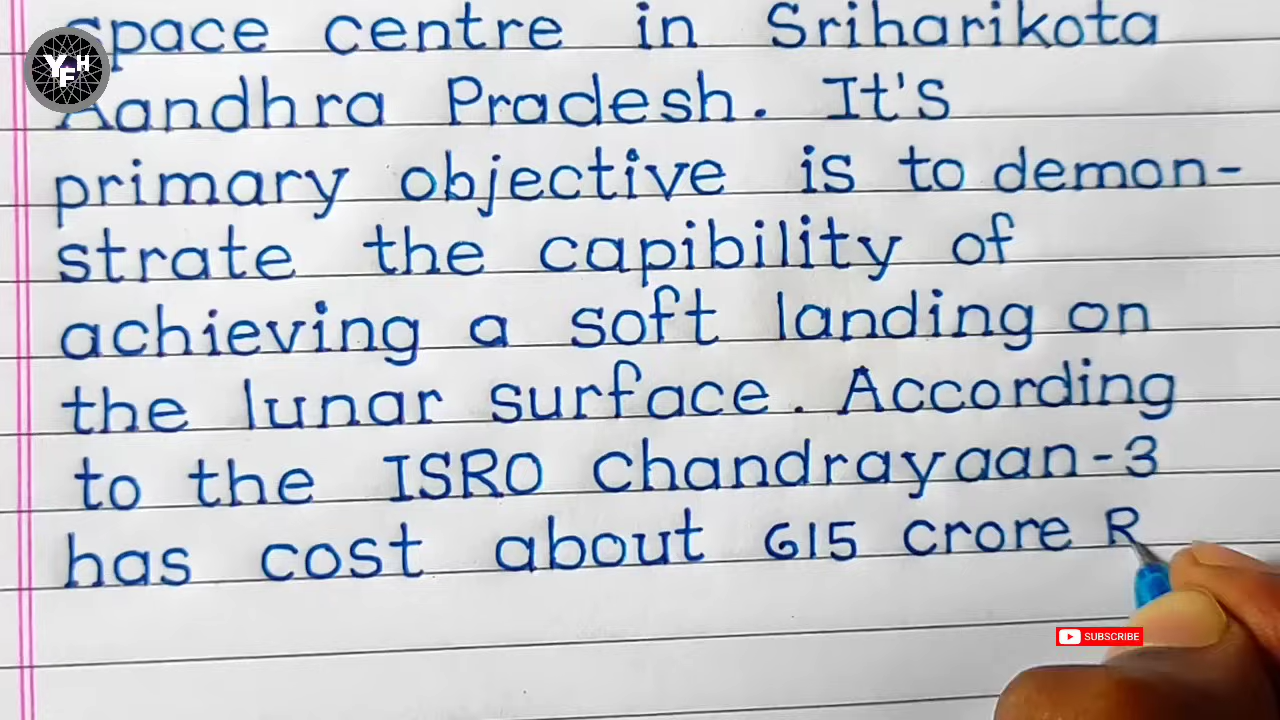 space centre in Sriharikota
Aandhra Pradesh. It's
primary objective is to demon-
strate the capibility of
achieving a soft landing on
the lunar surface. According
to the ISRO Chandrayaan-3
has cost about 615 crore R
YFH
SUBSCRIBE